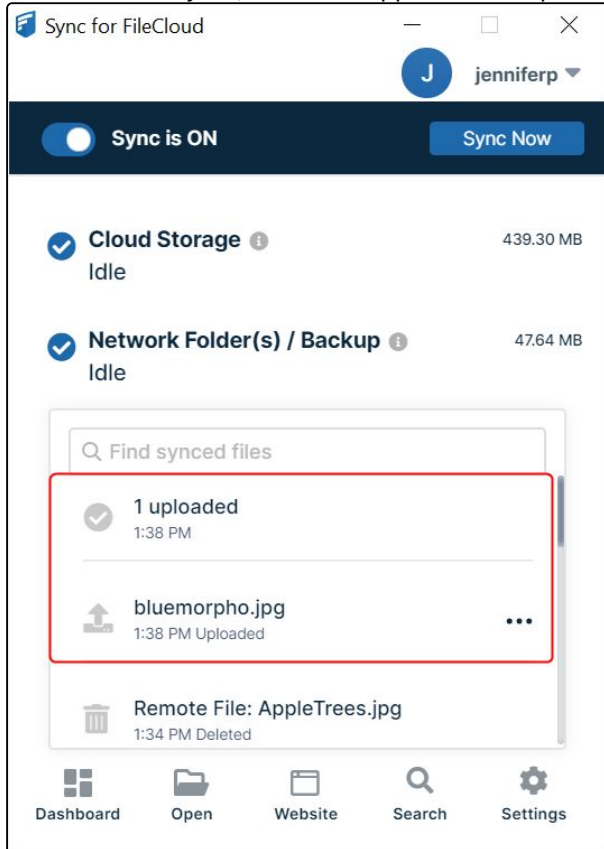 Sync for FileCloud
J jenniferp
Sync is ON Sync Now
Cloud Storage 439.30 MB
Idle
Network Folder(s) / Backup 47.64 MB
Idle
Find synced files
1 uploaded
1:38 PM
bluemorpho.jpg
1:38 PM Uploaded
Remote File: AppleTrees.jpg
1:34 PM Deleted
Dashboard Open Website Search Settings